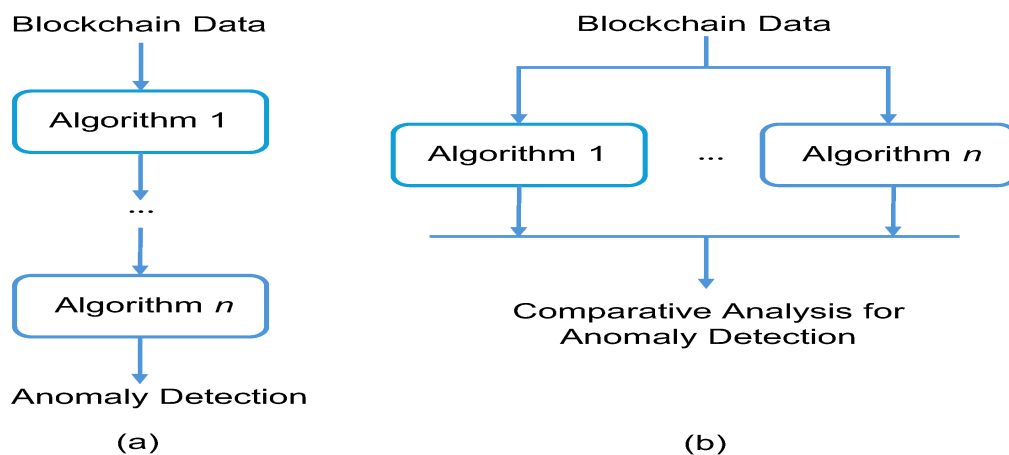 Blockchain Data
Algorithm 1
...
Algorithm n
Anomaly Detection
(a)
Blockchain Data
Algorithm 1
...
Algorithm n
Comparative Analysis for
Anomaly Detection
(b)